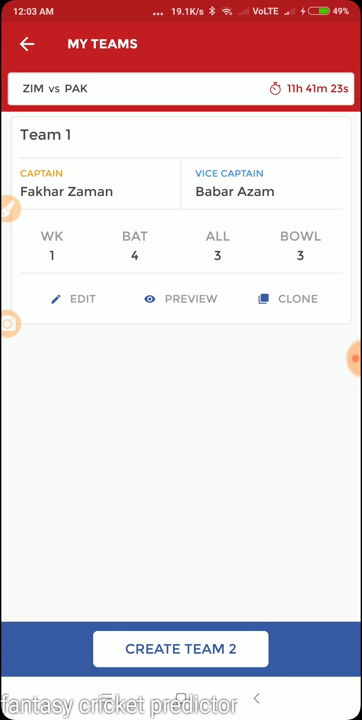 12:03 AM ... 19.1K/s VoLTE 49%
MY TEAMS
ZIM vs PAK 11h 41m 23s
Team 1
CAPTAIN VICE CAPTAIN
Fakhar Zaman Babar Azam
WK BAT ALL BOWL
1 4 3 3
EDIT PREVIEW CLONE
CREATE TEAM 2
fantasy cricket predictor